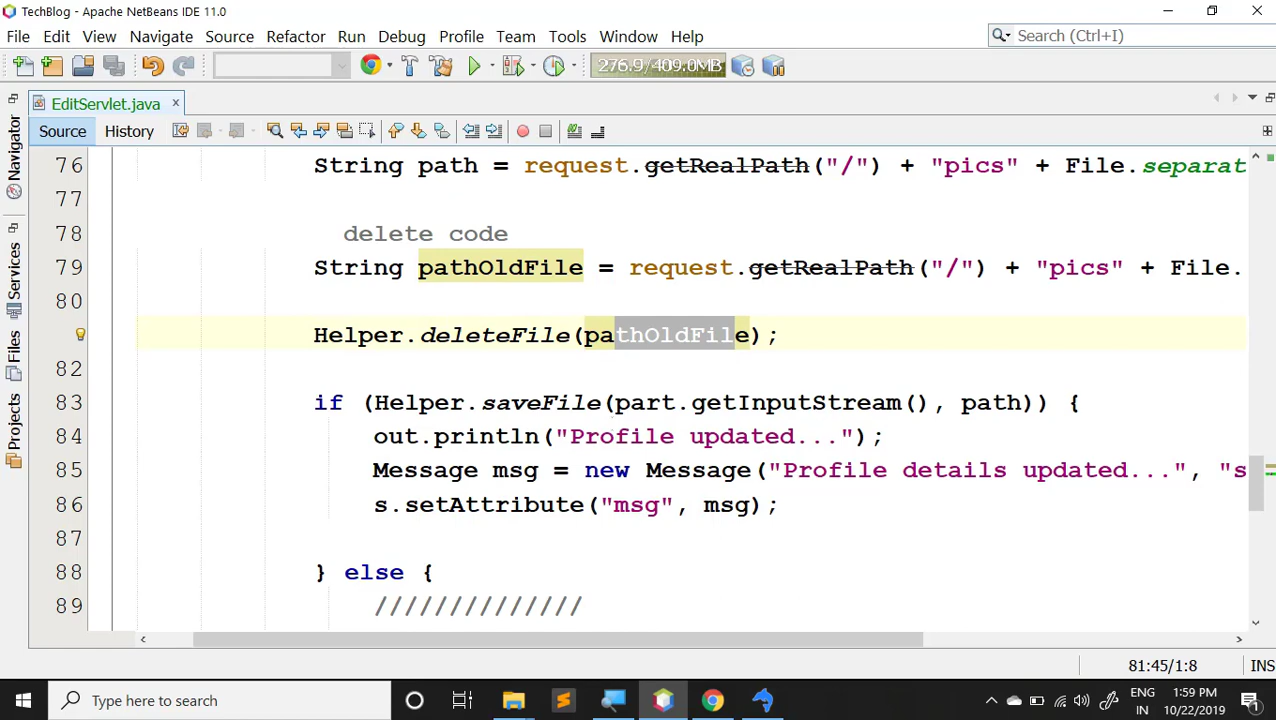 TechBlog - Apache NetBeans IDE 11.0
File Edit View Navigate Source Refactor Run Debug Profile Team Tools Window Help
Search (Ctrl+I)
276.9/409.0MB
EditServlet.java
Source History
Navigator
Services
Files
Projects
76 String path = request.getRealPath("/") + "pics" + File.separat
77
78 delete code
79 String pathOldFile = request.getRealPath("/") + "pics" + File.
80
Helper.deleteFile(pathOldFile);
82
83 if (Helper.saveFile(part.getInputStream(), path)) {
84 out.println("Profile updated...");
85 Message msg = new Message("Profile details updated...", "s
86 s.setAttribute("msg", msg);
87
88 } else {
89 //////////////
81:45/1:8 INS
Type here to search
ENG
IN
1:59 PM
10/22/2019
1